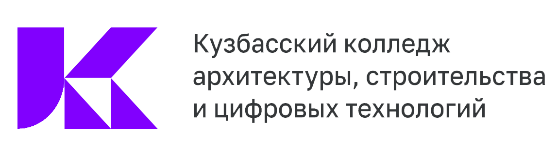 Кузбасский колледж
архитектуры, строительства
и цифровых технологий